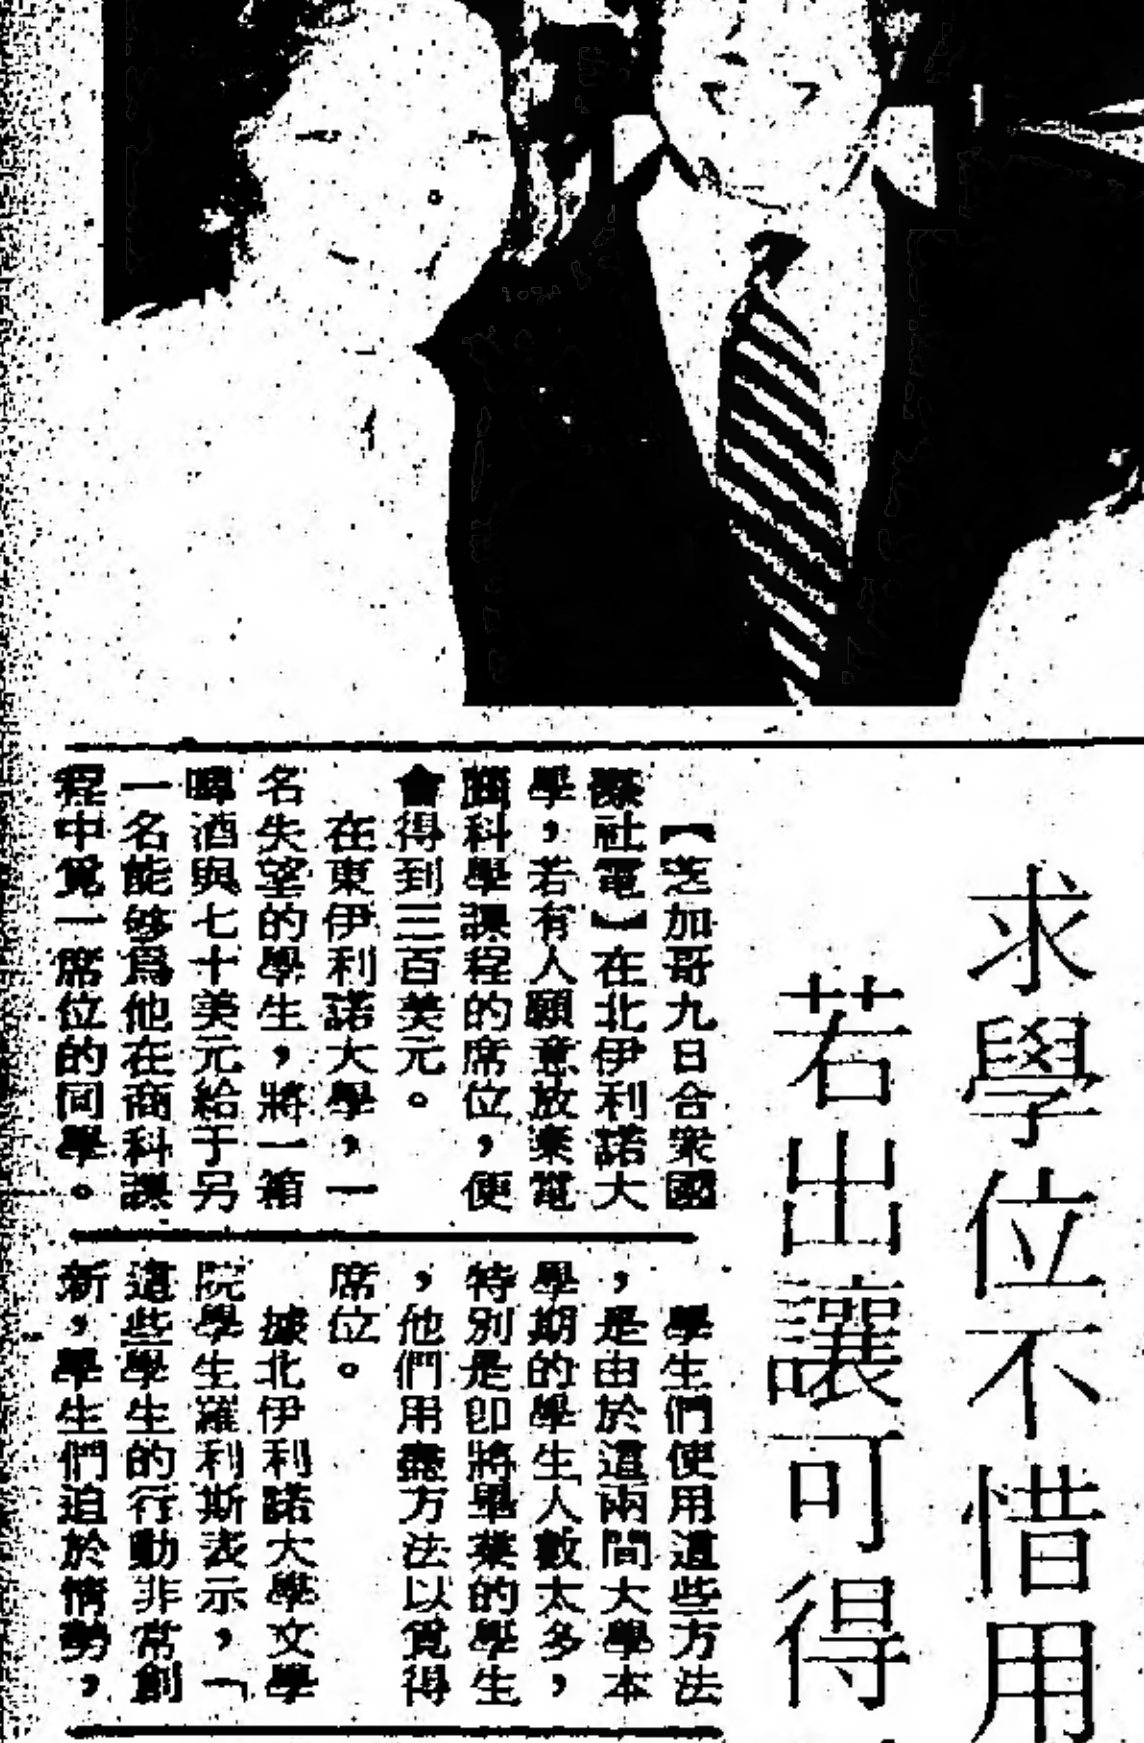 求學位不惜用
若出讓可得
【芝加哥九日合衆國
際社電】在北伊利諾大
學，若有人願意放棄電
腦科學課程的席位，便
會得到三百美元。
在東伊利諾大學，一
名失望的學生，將一箱
啤酒與七十美元給于另
一名能够爲他在商科課
程中覓一席位的同學。
學生們使用這些方法
，是由於這兩間大學本
學期的學生人數太多，
特別是卽將畢業的學生
，他們用盡方法以覓得
席位。
據北伊利諾大學文學
院學生羅利斯表示，「
這些學生的行動非常創
新，學生們迫於情勢，